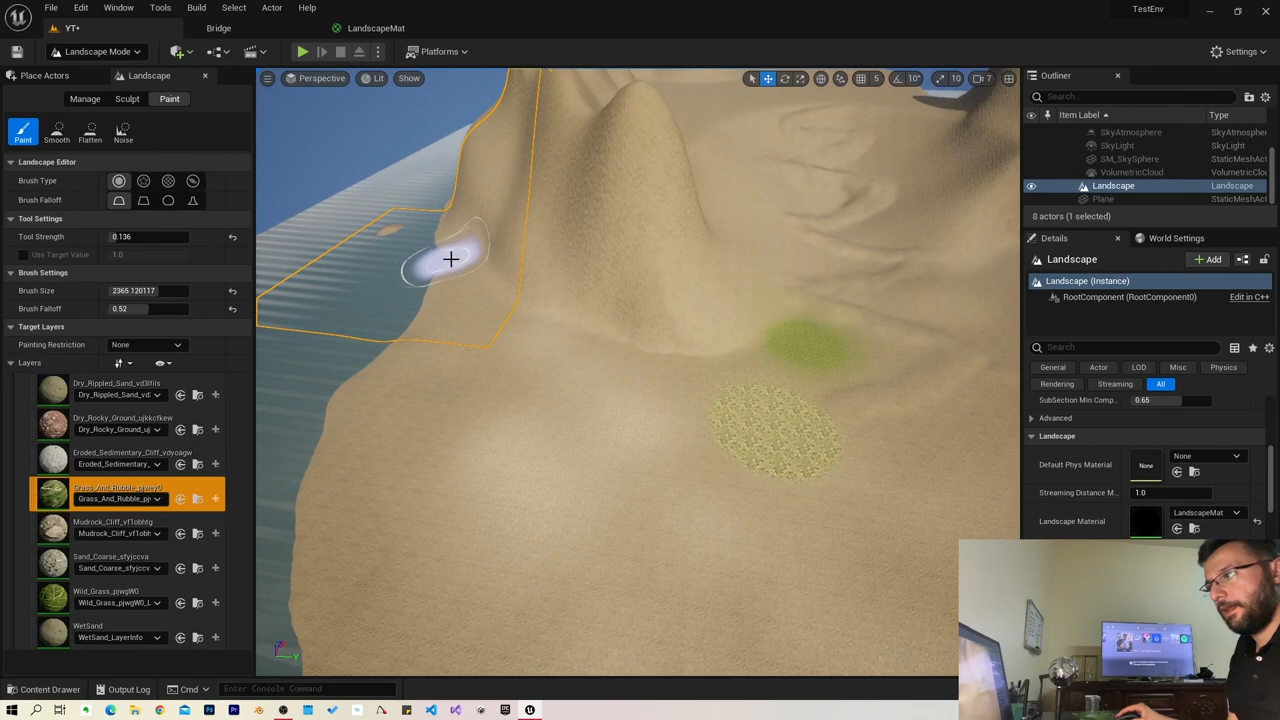 File Edit Window Tools Build Select Actor Help
TestEnv
YT*
Bridge
LandscapeMat
Landscape Mode
Platforms
Settings
Place Actors
Landscape
Manage
Sculpt
Paint
Paint
Smooth
Flatten
Noise
Landscape Editor
Brush Type
Brush Falloff
Tool Settings
Tool Strength 0.136
Use Target Value 1.0
Brush Settings
Brush Size 2365.120117
Brush Falloff 0.52
Target Layers
Painting Restriction None
Layers
Dry_Rippled_Sand_vd3lfils
Dry_Rippled_Sand_vd:
Dry_Rocky_Ground_ujkkcfkew
Dry_Rocky_Ground_uj
Eroded_Sedimentary_Cliff_vdyoagw
Eroded_Sedimentary_
Grass_And_Rubble_pjwey0
Grass_And_Rubble_pj
Mudrock_Cliff_vf1obhtg
Mudrock_Cliff_vf1obh
Sand_Coarse_sfyjccva
Sand_Coarse_sfyjccv
Wild_Grass_pjwgW0
Wild_Grass_pjwgW0_L
WetSand
WetSand_LayerInfo
Perspective
Lit
Show
5
10°
10
7
Outliner
Search...
Item Label Type
SkyAtmosphere SkyAtmosphere
SkyLight SkyLight
SM_SkySphere StaticMeshAct
VolumetricCloud VolumetricCloud
Landscape Landscape
Plane StaticMeshAct
8 actors (1 selected)
Details
World Settings
Landscape
Add
Landscape (Instance)
RootComponent (RootComponent0) Edit in C++
Search
General
Actor
LOD
Misc
Physics
Rendering
Streaming
All
SubSection Min Comp... 0.65
Advanced
Landscape
Default Phys Material None None
Streaming Distance M... 1.0
Landscape Material LandscapeMat
Content Drawer
Output Log
Cmd
Enter Console Command